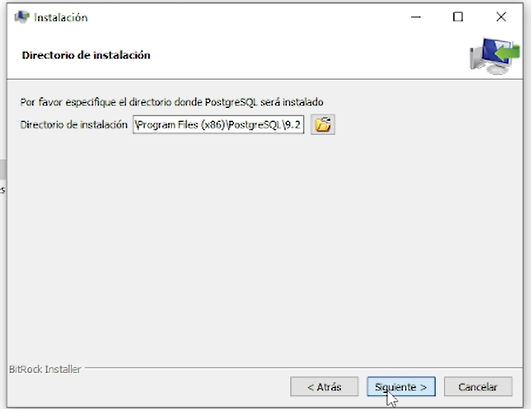 Instalación
Directorio de instalación
Por favor especifique el directorio donde PostgreSQL será instalado
Directorio de instalación \Program Files (x86)\PostgreSQL\9.2
BitRock Installer
< Atrás Siguiente > Cancelar